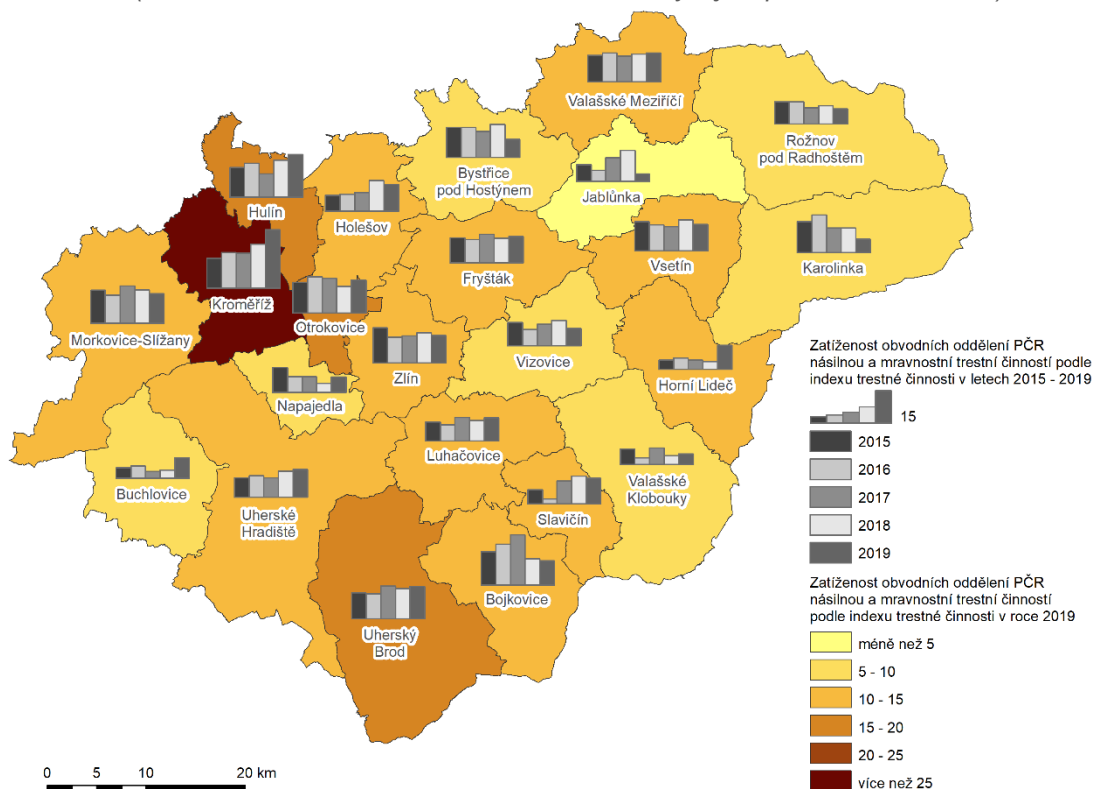 Valašské Meziříčí
Rožnov
pod Radhoštěm
Bystřice
pod Hostýnem
Jablůnka
Hulín
Holešov
Karolinka
Vsetín
Fryšták
Kroměříž
Otrokovice
Morkovice-Slížany
Zlín
Vizovice
Horní Lideč
Napajedla
Luhačovice
Valašské
Klobouky
Buchlovice
Uherské
Hradiště
Slavičín
Bojkovice
Uherský
Brod
Zatíženost obvodních oddělení PČR
násilnou a mravnostní trestní činností podle
indexu trestné činnosti v letech 2015 - 2019
15
2015
2016
2017
2018
2019
Zatíženost obvodních oddělení PČR
násilnou a mravnostní trestní činností
podle indexu trestné činnosti v roce 2019
méně než 5
5 - 10
10 - 15
15 - 20
20 - 25
více než 25
0 5 10 20 km